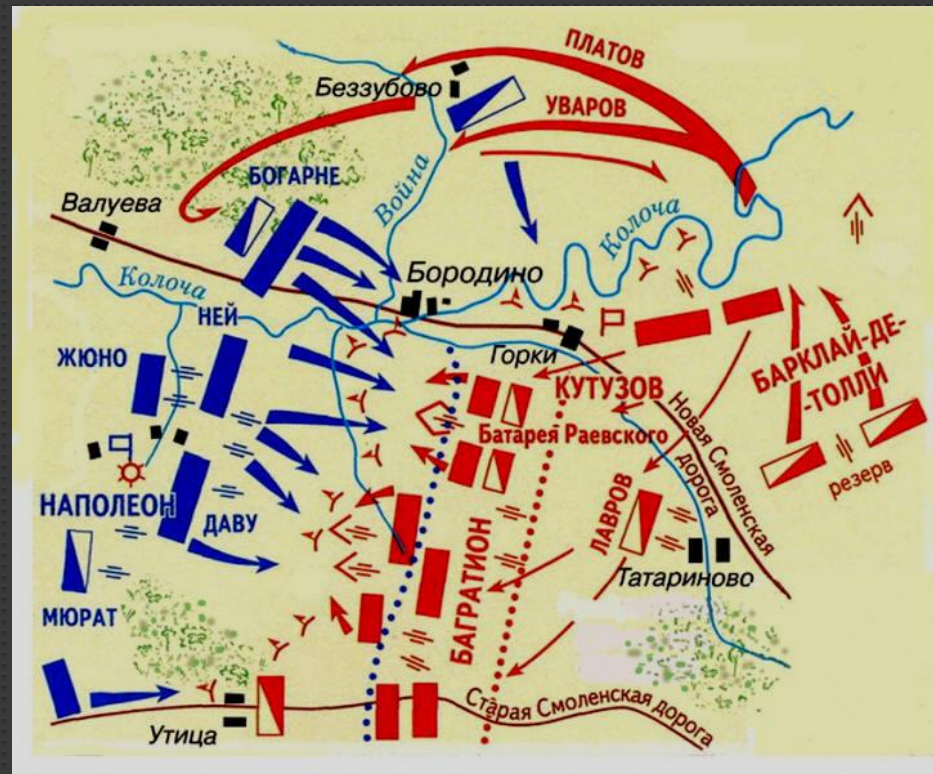 ПЛАТОВ
Беззубово
УВАРОВ
БОГАРНЕ
Война
Валуева
Колоча
Колоча
Бородино
НЕЙ
ЖЮНО
Горки
КУТУЗОВ
БАРКЛАЙ-ДЕ-
-ТОЛЛИ
Новая Смоленская
дорога
Батарея Раевского
резерв
НАПОЛЕОН
ДАВУ
ЛАВРОВ
БАГРАТИОН
Татариново
МЮРАТ
Утица
Старая Смоленская дорога